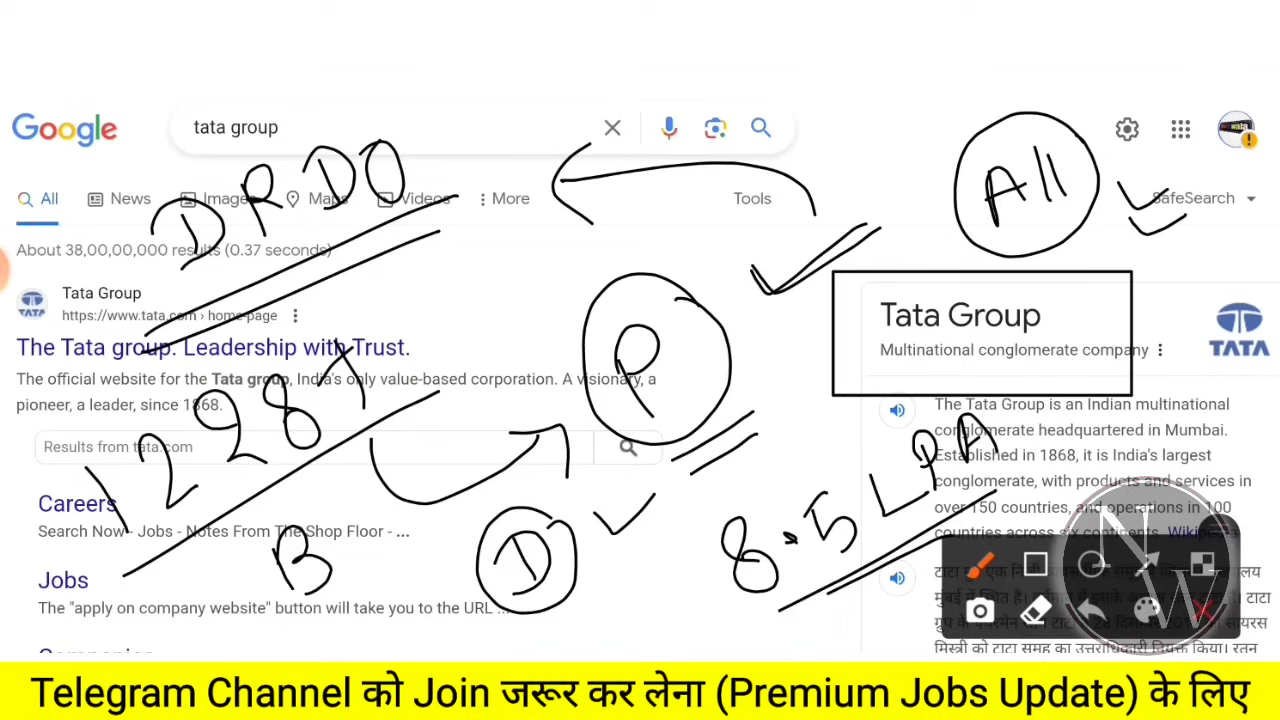 Google
tata group
All
News
Images
Maps
Videos
More
Tools
SafeSearch
DRDO
All
About 38,00,00,000 results (0.37 seconds)
Tata Group
https://www.tata.com › home-page
The Tata group. Leadership with Trust.
The official website for the Tata group, India's only value-based corporation. A visionary, a
pioneer, a leader, since 1868.
Results from tata.com
Careers
Search Now - Jobs - Notes From The Shop Floor - ...
Jobs
The "apply on company website" button will take you to the URL ...
Companies
P
B
D
8.5 LPA
Tata Group
Multinational conglomerate company
TATA
TATA
The Tata Group is an Indian multinational
conglomerate headquartered in Mumbai.
Established in 1868, it is India's largest
conglomerate, with products and services in
over 150 countries, and operations in 100
countries across six continents. Wikipedia
NW
Telegram Channel को Join जरूर कर लेना (Premium Jobs Update) के लिए